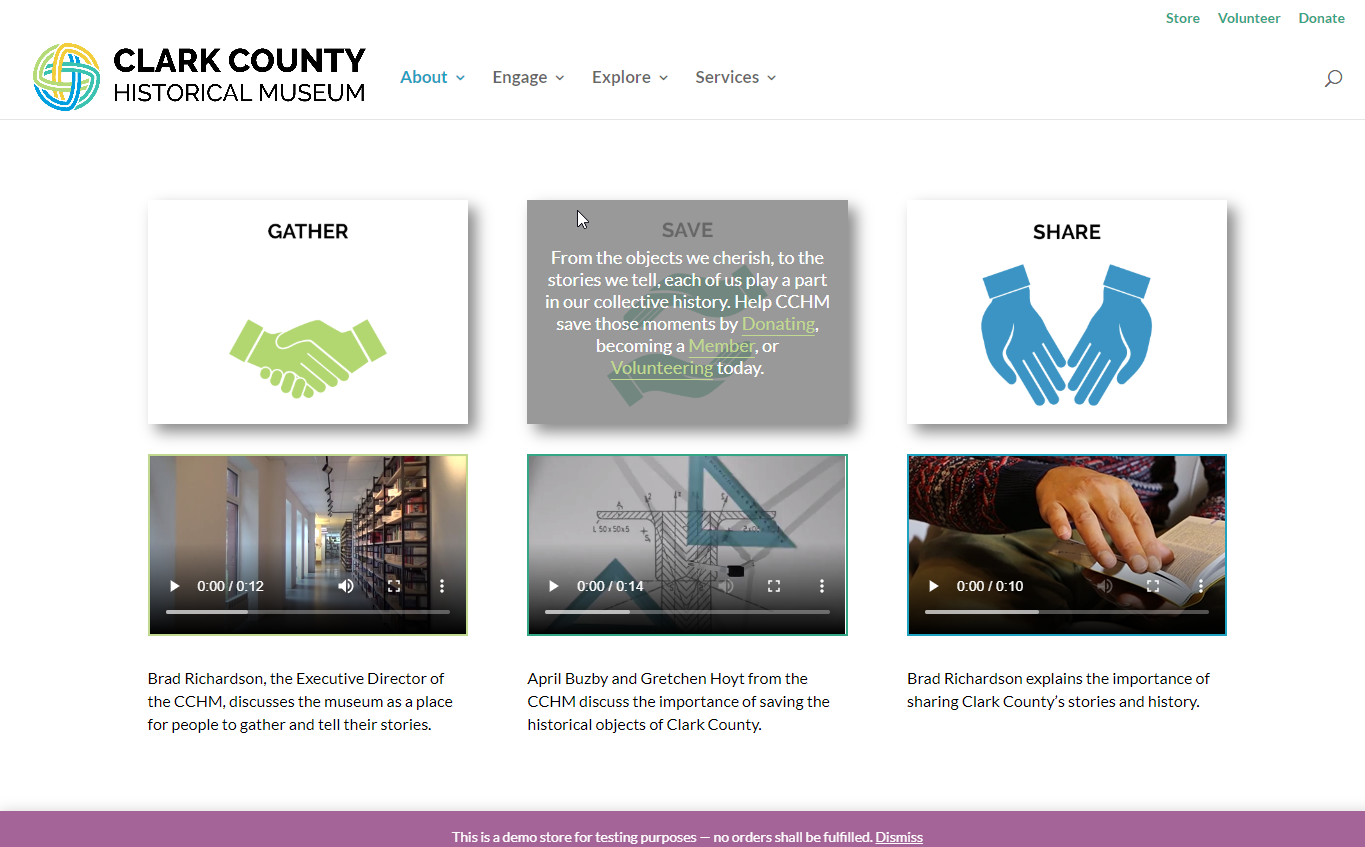 Store Volunteer Donate
CLARK COUNTY
HISTORICAL MUSEUM
About Engage Explore Services
GATHER
SAVE
From the objects we cherish, to the
stories we tell, each of us play a part
in our collective history. Help CCHM
save those moments by Donating,
becoming a Member, or
Volunteering today.
SHARE
0:00 / 0:12
L 50x50x5
0:00 / 0:14
0:00 / 0:10
Brad Richardson, the Executive Director of
the CCHM, discusses the museum as a place
for people to gather and tell their stories.
April Buzby and Gretchen Hoyt from the
CCHM discuss the importance of saving the
historical objects of Clark County.
Brad Richardson explains the importance of
sharing Clark County’s stories and history.
This is a demo store for testing purposes — no orders shall be fulfilled. Dismiss